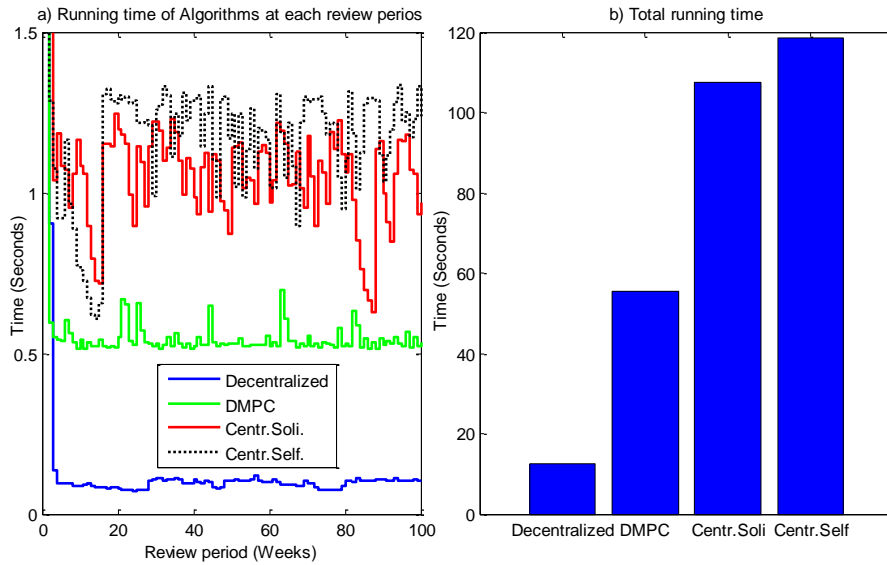 a) Running time of Algorithms at each review perios
1.5
1
0.5
0
Time (Seconds)
Decentralized
DMPC
Centr.Soli.
Centr.Self.
0 20 40 60 80 100
Review period (Weeks)
b) Total running time
120
100
80
60
40
20
0
Time (Seconds)
Decentralized DMPC Centr.Soli Centr.Self